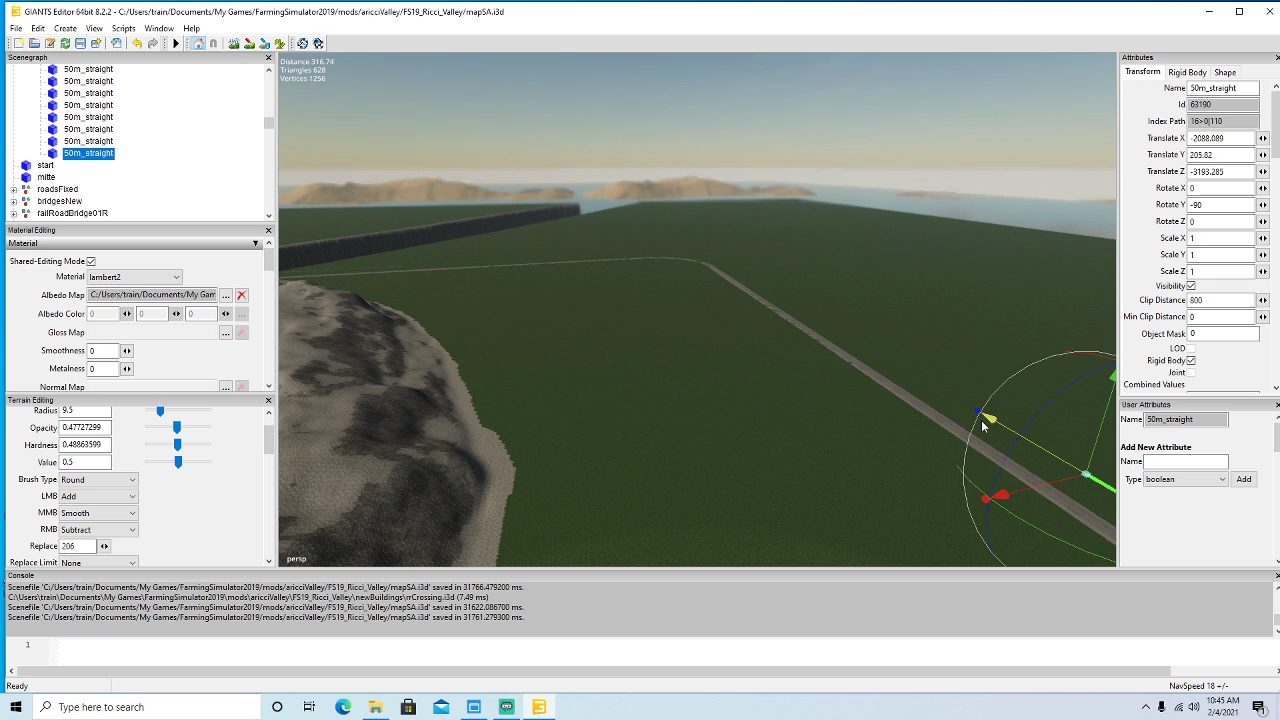 GIANTS Editor 64bit 8.2.2 - C:/Users/train/Documents/My Games/FarmingSimulator2019/mods/aricciValley/FS19_Ricci_Valley/mapSA.i3d
File Edit Create View Scripts Window Help
Scenegraph
50m_straight
50m_straight
50m_straight
50m_straight
50m_straight
50m_straight
50m_straight
50m_straight
start
mitte
roadsFixed
bridgesNew
railRoadBridge01R
Material Editing
Material
Shared-Editing Mode
Material lambert2
Albedo Map C:/Users/train/Documents/My Gam ...
Albedo Color 0 0 0 ...
Gloss Map ...
Smoothness 0
Metalness 0
Normal Map ...
Terrain Editing
Radius 9.5
Opacity 0.47727299
Hardness 0.48863599
Value 0.5
Brush Type Round
LMB Add
MMB Smooth
RMB Subtract
Replace 206
Replace Limit None
Distance 316.74
Triangles 628
Vertices 1256
persp
Attributes
Transform Rigid Body Shape
Name 50m_straight
Id 63190
Index Path 16>0|110
Translate X -2088.089
Translate Y 205.82
Translate Z -3193.285
Rotate X 0
Rotate Y -90
Rotate Z 0
Scale X 1
Scale Y 1
Scale Z 1
Visibility
Clip Distance 800
Min Clip Distance 0
Object Mask 0
LOD
Rigid Body
Joint
Combined Values
User Attributes
Name 50m_straight
Add New Attribute
Name
Type boolean Add
Console
Scenefile 'C:/Users/train/Documents/My Games/FarmingSimulator2019/mods/aricciValley/FS19_Ricci_Valley/mapSA.i3d' saved in 31766.479200 ms.
C:\Users\train\Documents\My Games\FarmingSimulator2019\mods\aricciValley\FS19_Ricci_Valley\newBuildings\rrCrossing.i3d (7.49 ms)
Scenefile 'C:/Users/train/Documents/My Games/FarmingSimulator2019/mods/aricciValley/FS19_Ricci_Valley/mapSA.i3d' saved in 31622.086700 ms.
Scenefile 'C:/Users/train/Documents/My Games/FarmingSimulator2019/mods/aricciValley/FS19_Ricci_Valley/mapSA.i3d' saved in 31761.279300 ms.
1
Ready
NavSpeed 18 +/-
Type here to search
10:45 AM
2/4/2021